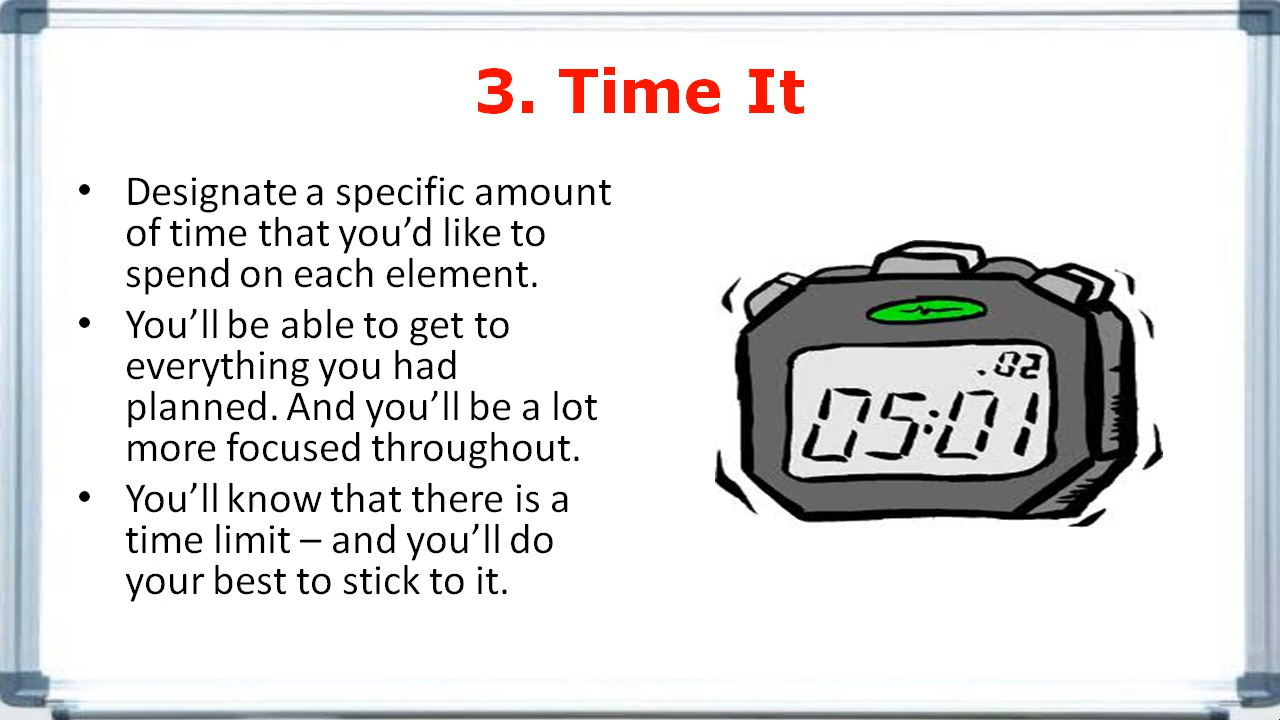 3. Time It
• Designate a specific amount
of time that you’d like to
spend on each element.
• You’ll be able to get to
everything you had
planned. And you’ll be a lot
more focused throughout.
• You’ll know that there is a
time limit – and you’ll do
your best to stick to it.
.02
05:01